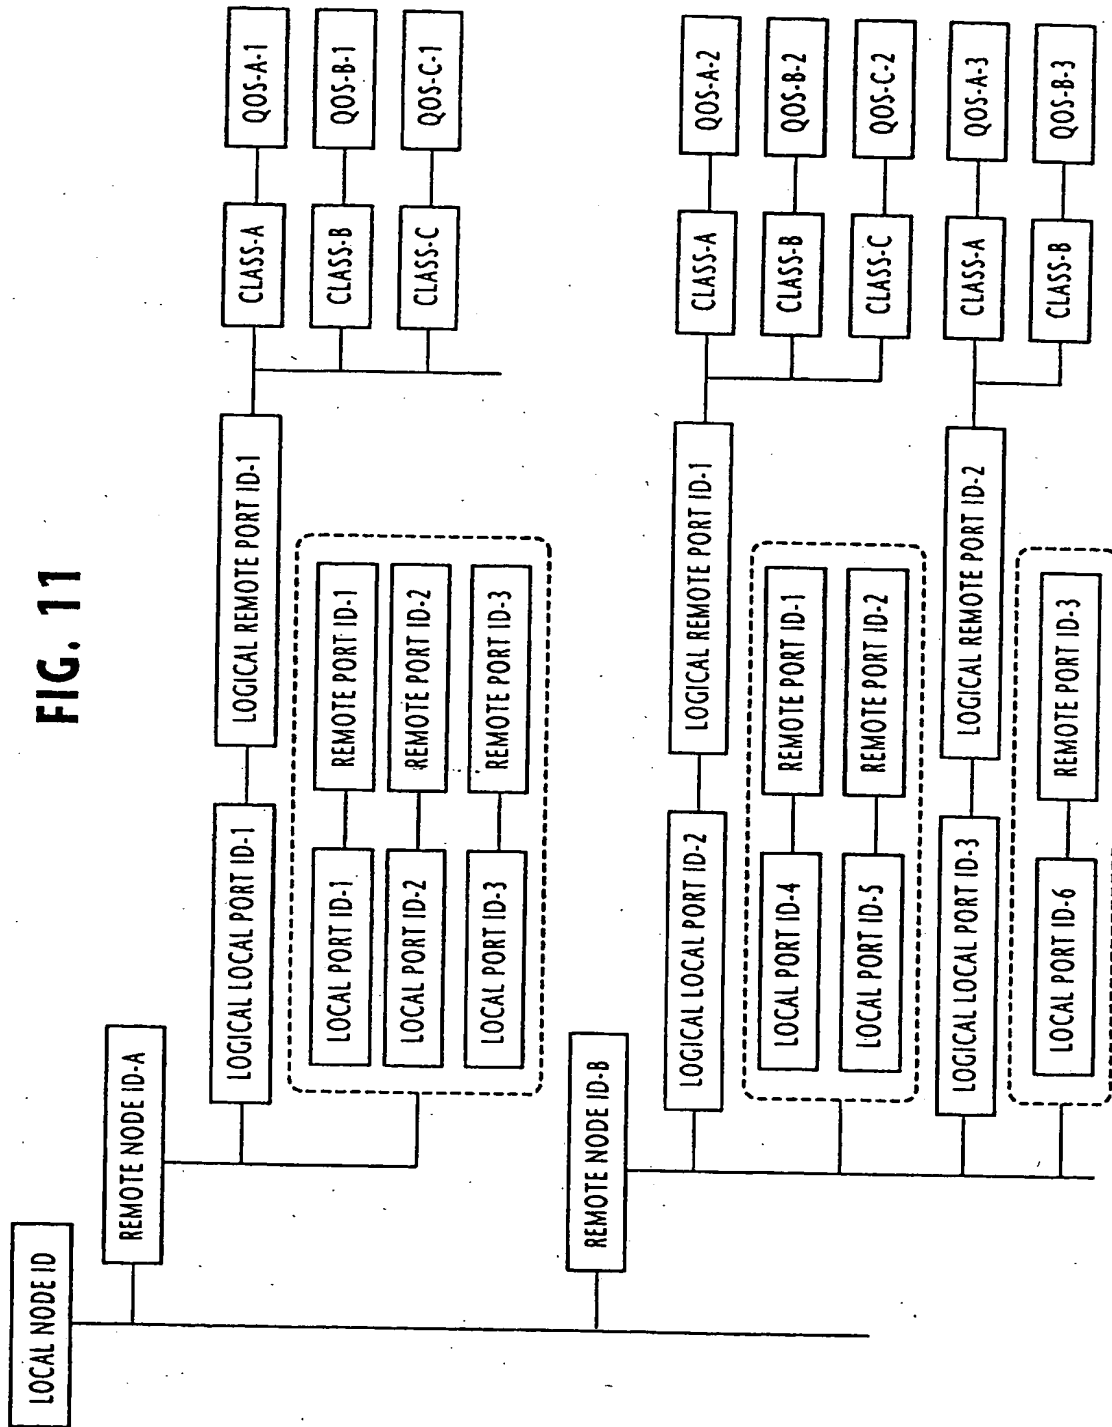 FIG. 11
LOCAL NODE ID
REMOTE NODE ID-A
LOGICAL LOCAL PORT ID-1
LOGICAL REMOTE PORT ID-1
CLASS-A
QOS-A-1
CLASS-B
QOS-B-1
CLASS-C
QOS-C-1
LOCAL PORT ID-1
REMOTE PORT ID-1
LOCAL PORT ID-2
REMOTE PORT ID-2
LOCAL PORT ID-3
REMOTE PORT ID-3
REMOTE NODE ID-B
LOGICAL LOCAL PORT ID-2
LOGICAL REMOTE PORT ID-1
CLASS-A
QOS-A-2
CLASS-B
QOS-B-2
CLASS-C
QOS-C-2
LOCAL PORT ID-4
REMOTE PORT ID-1
LOCAL PORT ID-5
REMOTE PORT ID-2
LOGICAL LOCAL PORT ID-3
LOGICAL REMOTE PORT ID-2
CLASS-A
QOS-A-3
CLASS-B
QOS-B-3
LOCAL PORT ID-6
REMOTE PORT ID-3